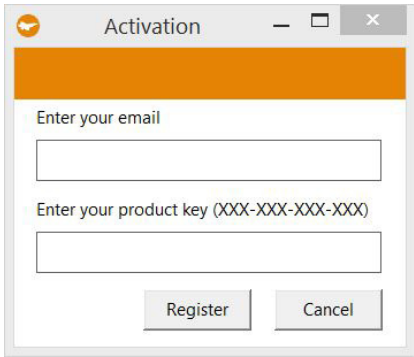 Activation
Enter your email
Enter your product key (XXX-XXX-XXX-XXX)
Register Cancel